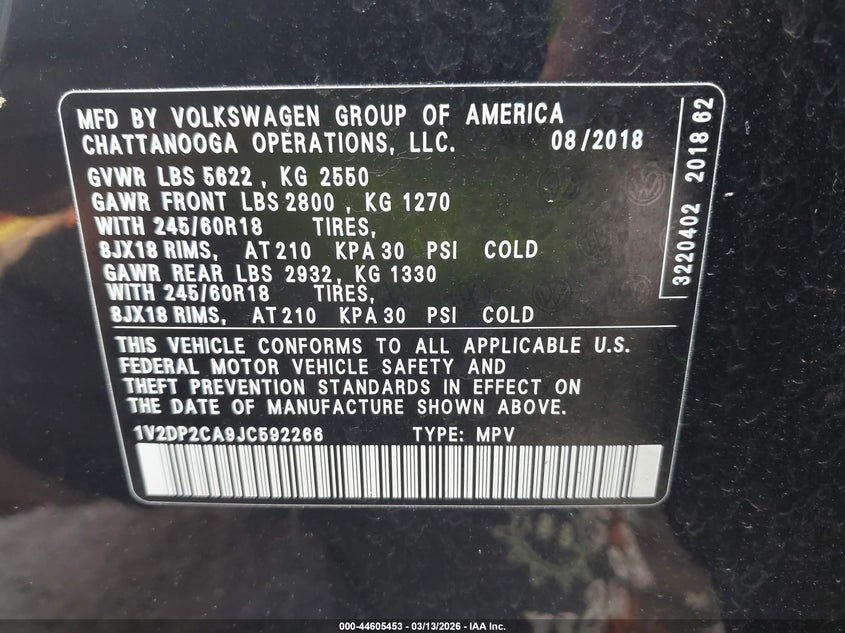 MFD BY VOLKSWAGEN GROUP OF AMERICA
CHATTANOOGA OPERATIONS, LLC. 08/2018
GVWR LBS 5622 , KG 2550
GAWR FRONT LBS 2800 , KG 1270
WITH 245/60R18 TIRES,
8JX18 RIMS, AT 210 KPA 30 PSI COLD
GAWR REAR LBS 2932, KG 1330
WITH 245/60R18 TIRES,
8JX18 RIMS, AT 210 KPA 30 PSI COLD
THIS VEHICLE CONFORMS TO ALL APPLICABLE U.S.
FEDERAL MOTOR VEHICLE SAFETY AND
THEFT PREVENTION STANDARDS IN EFFECT ON
THE DATE OF MANUFACTURE SHOWN ABOVE.
1V2DP2CA9JC592266 TYPE: MPV
3220402 2018 62
000-44605453 - 03/13/2026 - IAA Inc.